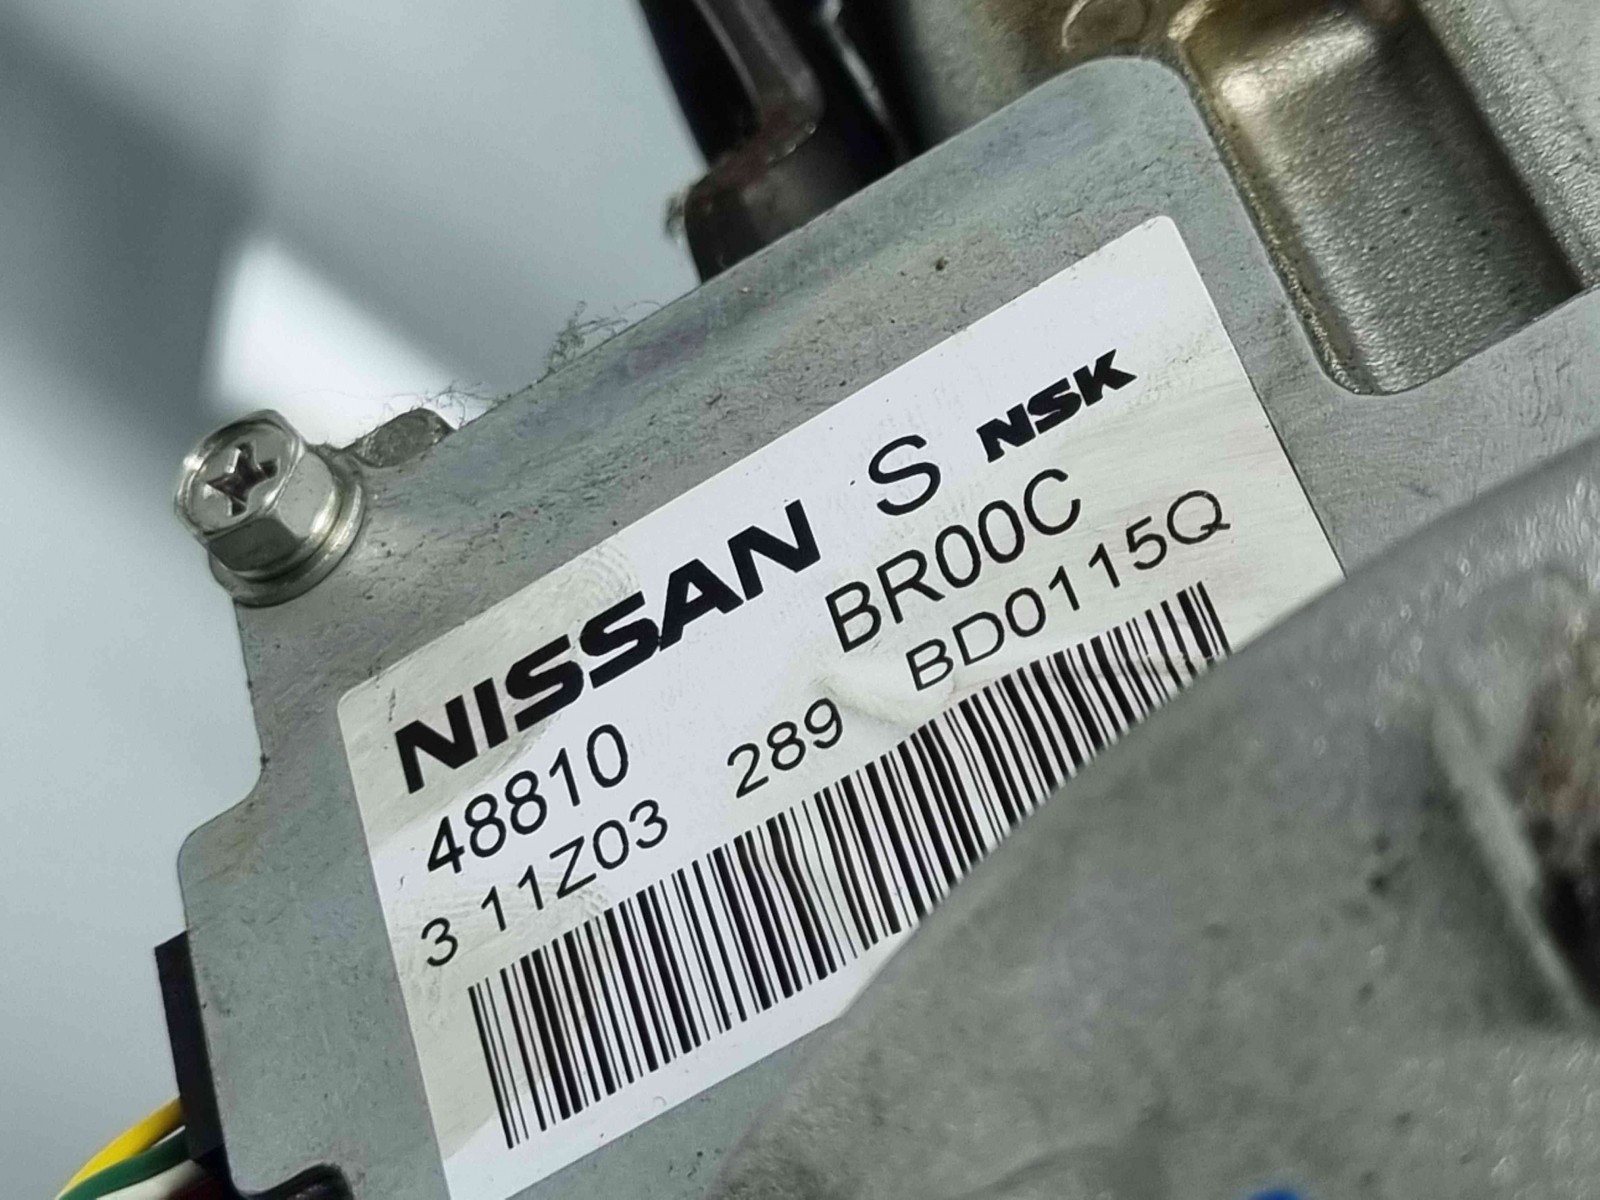 NISSAN S NSK
48810 BR00C
3 11Z03 289 BD0115Q